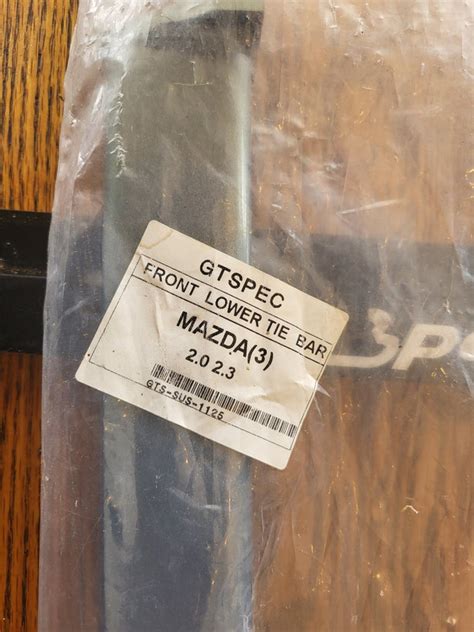 GTSPEC
FRONT LOWER TIE BAR
MAZDA(3)
2.0 2.3
GTS-SUS-1125